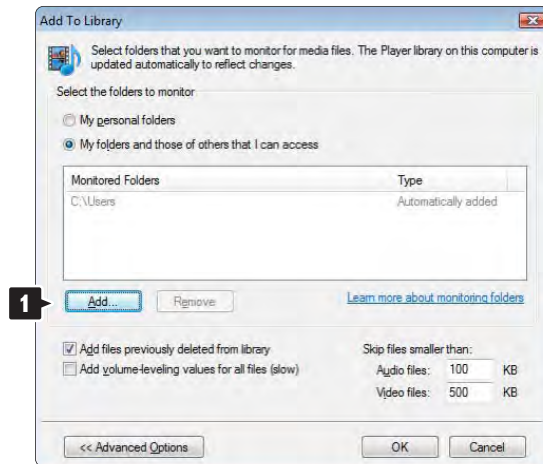 Add To Library
Select folders that you want to monitor for media files. The Player library on this computer is
updated automatically to reflect changes.
Select the folders to monitor
My personal folders
My folders and those of others that I can access
Monitored Folders Type
C:\Users Automatically added
1 Add... Remove Learn more about monitoring folders
Add files previously deleted from library Skip files smaller than:
Add volume-leveling values for all files (slow) Audio files: 100 KB
Video files: 500 KB
<< Advanced Options OK Cancel